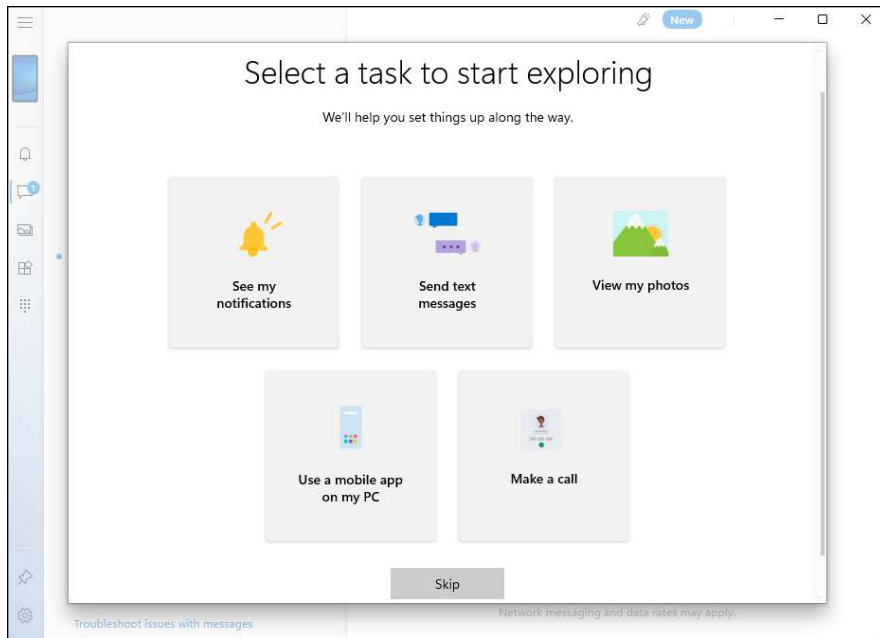 New
Select a task to start exploring
We'll help you set things up along the way.
1
See my
notifications
Send text
messages
View my photos
Use a mobile app
on my PC
Make a call
Skip
Network messaging and data rates may apply.
Troubleshoot issues with messages